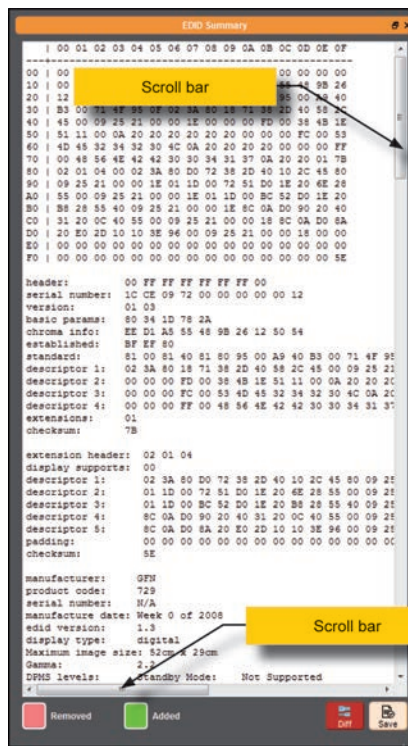 EDID Summary
| 00 01 02 03 04 05 06 07 08 09 0A 0B 0C 0D 0E 0F
00 | 00 00 00 00 00
Scroll bar
10 | 00 9B 26
20 | 12 00 A9 40
30 | B3 00 71 4F 95 0F 02 3A 80 18 71 38 2D 40 58 2C
40 | 45 00 09 25 21 00 00 1E 00 00 00 FD 00 38 4B 1E
50 | 51 11 00 0A 20 20 20 20 20 20 00 00 00 FC 00 53
60 | 4D 45 32 34 32 30 4C 0A 20 20 20 20 00 00 00 FF
70 | 00 48 56 4E 42 42 30 30 34 31 37 0A 20 20 01 7B
80 | 02 01 04 00 02 3A 80 D0 72 38 2D 40 10 2C 45 80
90 | 09 25 21 00 00 1E 01 1D 00 72 51 D0 1E 20 6E 28
A0 | 55 00 09 25 21 00 00 1E 01 1D 00 BC 52 D0 1E 20
B0 | B8 28 55 40 09 25 21 00 00 1E 8C 0A D0 90 20 40
C0 | 31 20 0C 40 55 00 09 25 21 00 00 18 8C 0A D0 8A
D0 | 20 E0 2D 10 10 3E 96 00 09 25 21 00 00 18 00 00
E0 | 00 00 00 00 00 00 00 00 00 00 00 00 00 00 00 00
F0 | 00 00 00 00 00 00 00 00 00 00 00 00 00 00 00 5E
header: 00 FF FF FF FF FF FF 00
serial number: 1C CE 09 72 00 00 00 00 00 12
version: 01 03
basic params: 80 34 1D 78 2A
chroma info: EE D1 A5 55 48 9B 26 12 50 54
established: BF EF 80
standard: 81 00 81 40 81 80 95 00 A9 40 B3 00 71 4F 95
descriptor 1: 02 3A 80 18 71 38 2D 40 58 2C 45 00 09 25 21
descriptor 2: 00 00 00 FD 00 38 4B 1E 51 11 00 0A 20 20 20
descriptor 3: 00 00 00 FC 00 53 4D 45 32 34 32 30 4C 0A 20
descriptor 4: 00 00 00 FF 00 48 56 4E 42 42 30 30 34 31 37
extensions: 01
checksum: 7B
extension header: 02 01 04
display supports: 00
descriptor 1: 02 3A 80 D0 72 38 2D 40 10 2C 45 80 09 25
descriptor 2: 01 1D 00 72 51 D0 1E 20 6E 28 55 00 09 25
descriptor 3: 01 1D 00 BC 52 D0 1E 20 B8 28 55 40 09 25
descriptor 4: 8C 0A D0 90 20 40 31 20 0C 40 55 00 09 25
descriptor 5: 8C 0A D0 8A 20 E0 2D 10 10 3E 96 00 09 25
padding: 00 00 00 00 00 00 00 00 00 00 00 00 00
checksum: 5E
manufacturer: GFN
product code: 729
serial number: N/A
manufacture date: Week 0 of 2008
edid version: 1.3
display type: digital
Scroll bar
Maximum image size: 52cm x 29cm
Gamma: 2.2
DPMS levels: Standby Mode: Not Supported
Removed
Added
Diff
Save